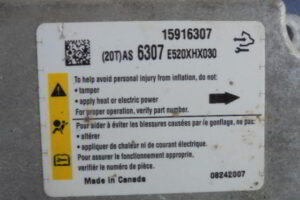 15916307
(20T)AS 6307 E520XHX030
To help avoid personal injury from inflation, do not:
• tamper
• apply heat or electric power
For proper operation, verify part number.
Pour aider à éviter les blessures causées par le gonflage, ne pas:
• altérer
• appliquer de chaleur ni de courant électrique.
Pour assurer le fonctionnement approprie,
vérifier le numéro de pièce.
Made in Canada 08242007